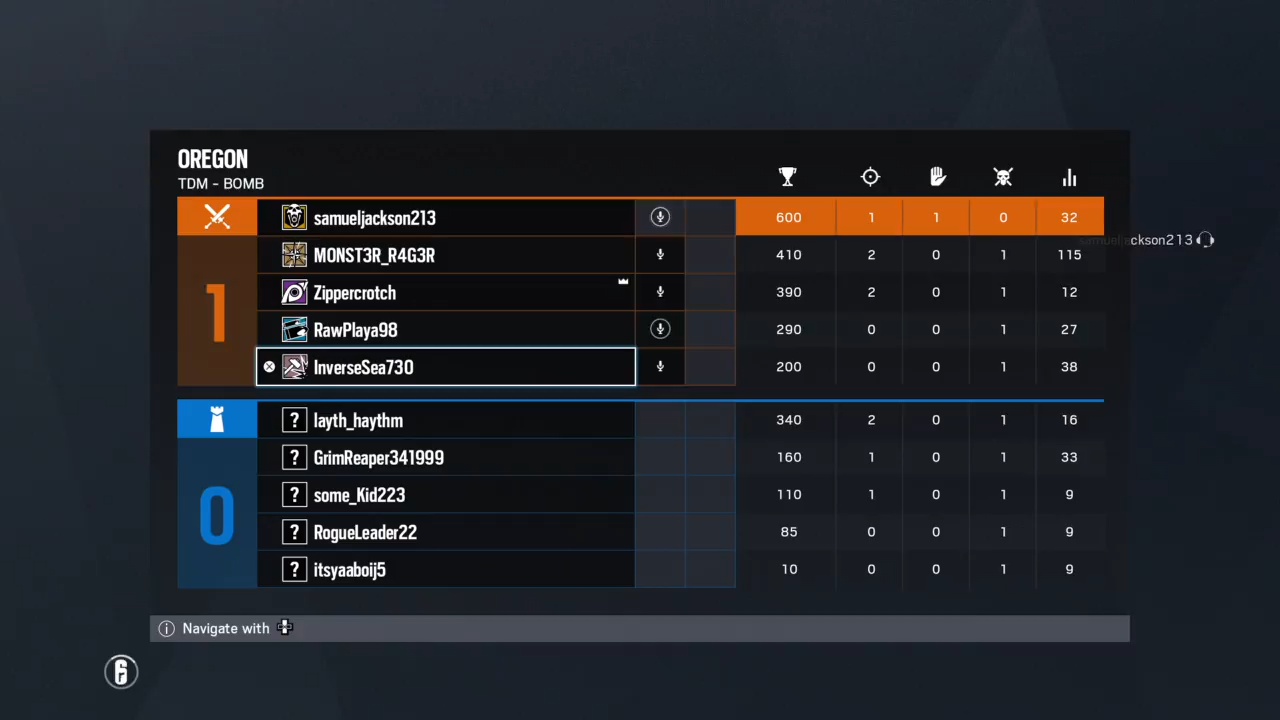 OREGON
TDM - BOMB
samueljackson213 600 1 1 0 32
samueljackson213
1
MONST3R_R4G3R 410 2 0 1 115
Zippercrotch 390 2 0 1 12
RawPlaya98 290 0 0 1 27
InverseSea730 200 0 0 1 38
0
? layth_haythm 340 2 0 1 16
? GrimReaper341999 160 1 0 1 33
? some_Kid223 110 1 0 1 9
? RogueLeader22 85 0 0 1 9
? itsyaaboij5 10 0 0 1 9
Navigate with
6